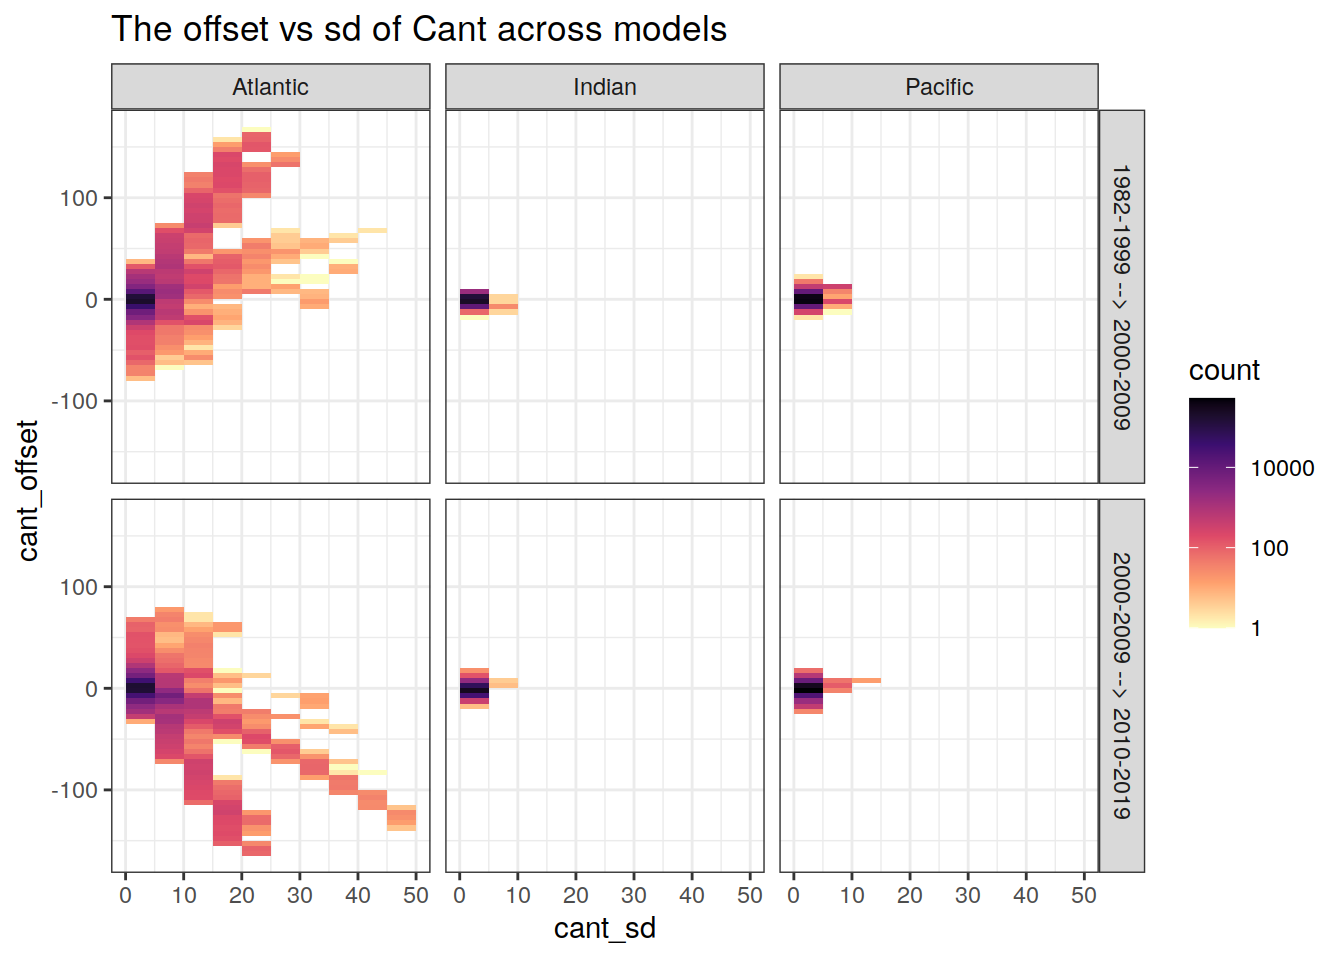 The offset vs sd of Cant across models
Atlantic
Indian
Pacific
1982-1999 --> 2000-2009
2000-2009 --> 2010-2019
cant_offset
100
0
-100
100
0
-100
0 10 20 30 40 50
0 10 20 30 40 50
0 10 20 30 40 50
cant_sd
count
10000
100
1